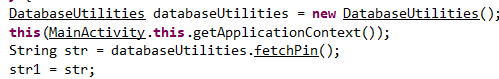 DatabaseUtilities databaseUtilities = new DatabaseUtilities();
this(MainActivity.this.getApplicationContext());
String str = databaseUtilities.fetchPin();
str1 = str;